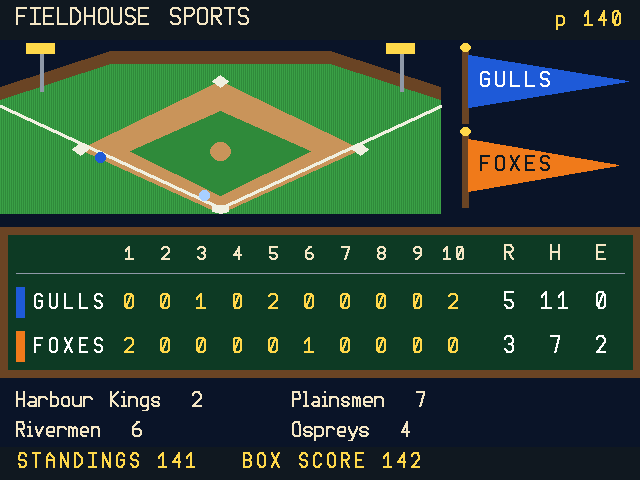 FIELDHOUSE SPORTS p 140
GULLS
FOXES
1 2 3 4 5 6 7 8 9 10 R H E
GULLS 0 0 1 0 2 0 0 0 0 2 5 11 0
FOXES 2 0 0 0 0 1 0 0 0 0 3 7 2
Harbour Kings 2 Plainsmen 7
Rivermen 6 Ospreys 4
STANDINGS 141 BOX SCORE 142